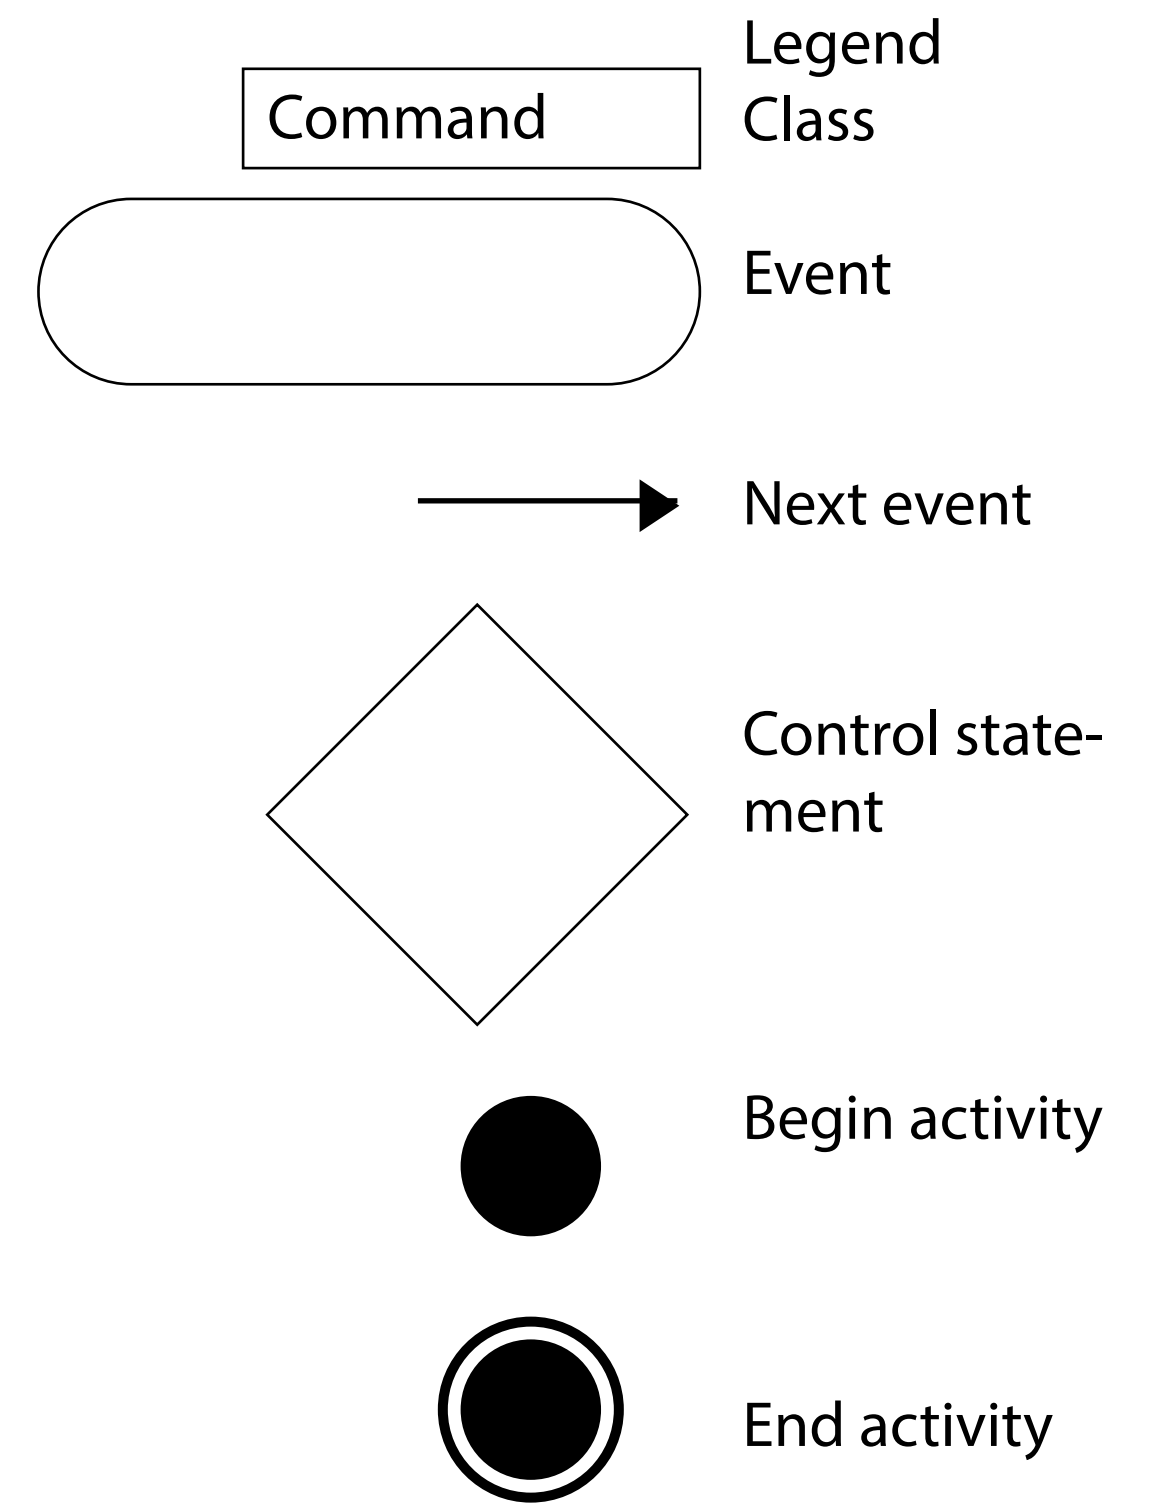 Legend
Command
Class
Event
Next event
Control state-
ment
Begin activity
End activity